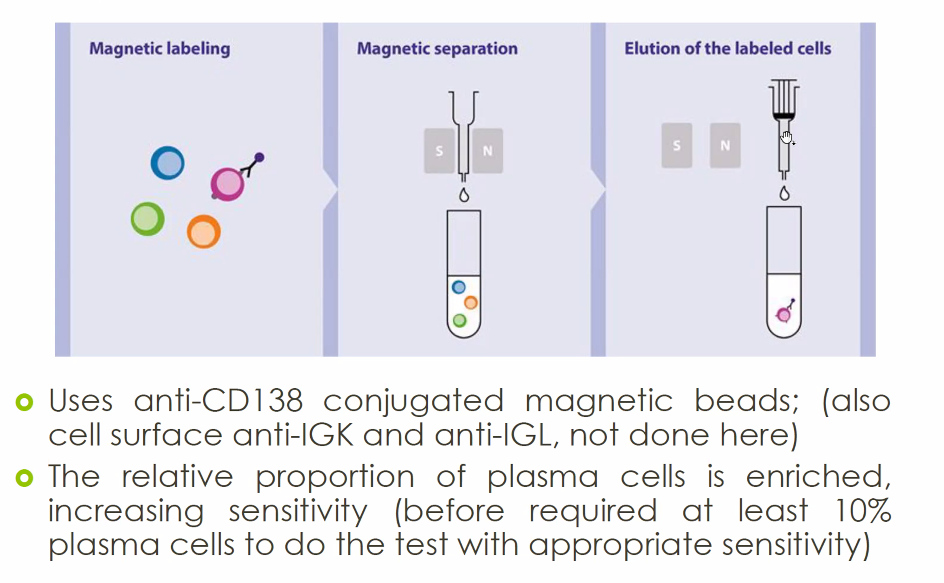 Magnetic labeling
Magnetic separation
Elution of the labeled cells
S
N
S
N
Uses anti-CD138 conjugated magnetic beads; (also
cell surface anti-IGK and anti-IGL, not done here)
The relative proportion of plasma cells is enriched,
increasing sensitivity (before required at least 10%
plasma cells to do the test with appropriate sensitivity)